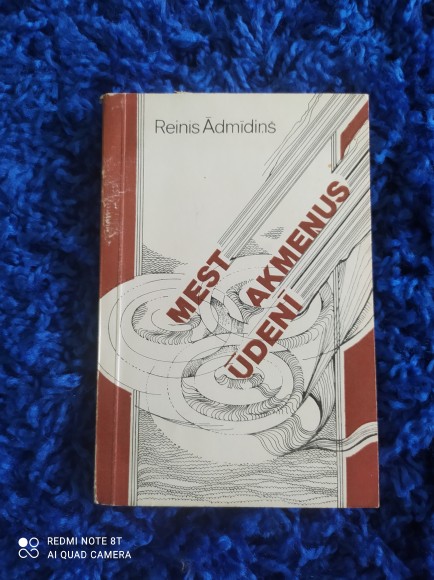 Reinis Ādmīdiņš
MEST
AKMENUS
ŪDENĪ
REDMI NOTE 8T
AI QUAD CAMERA